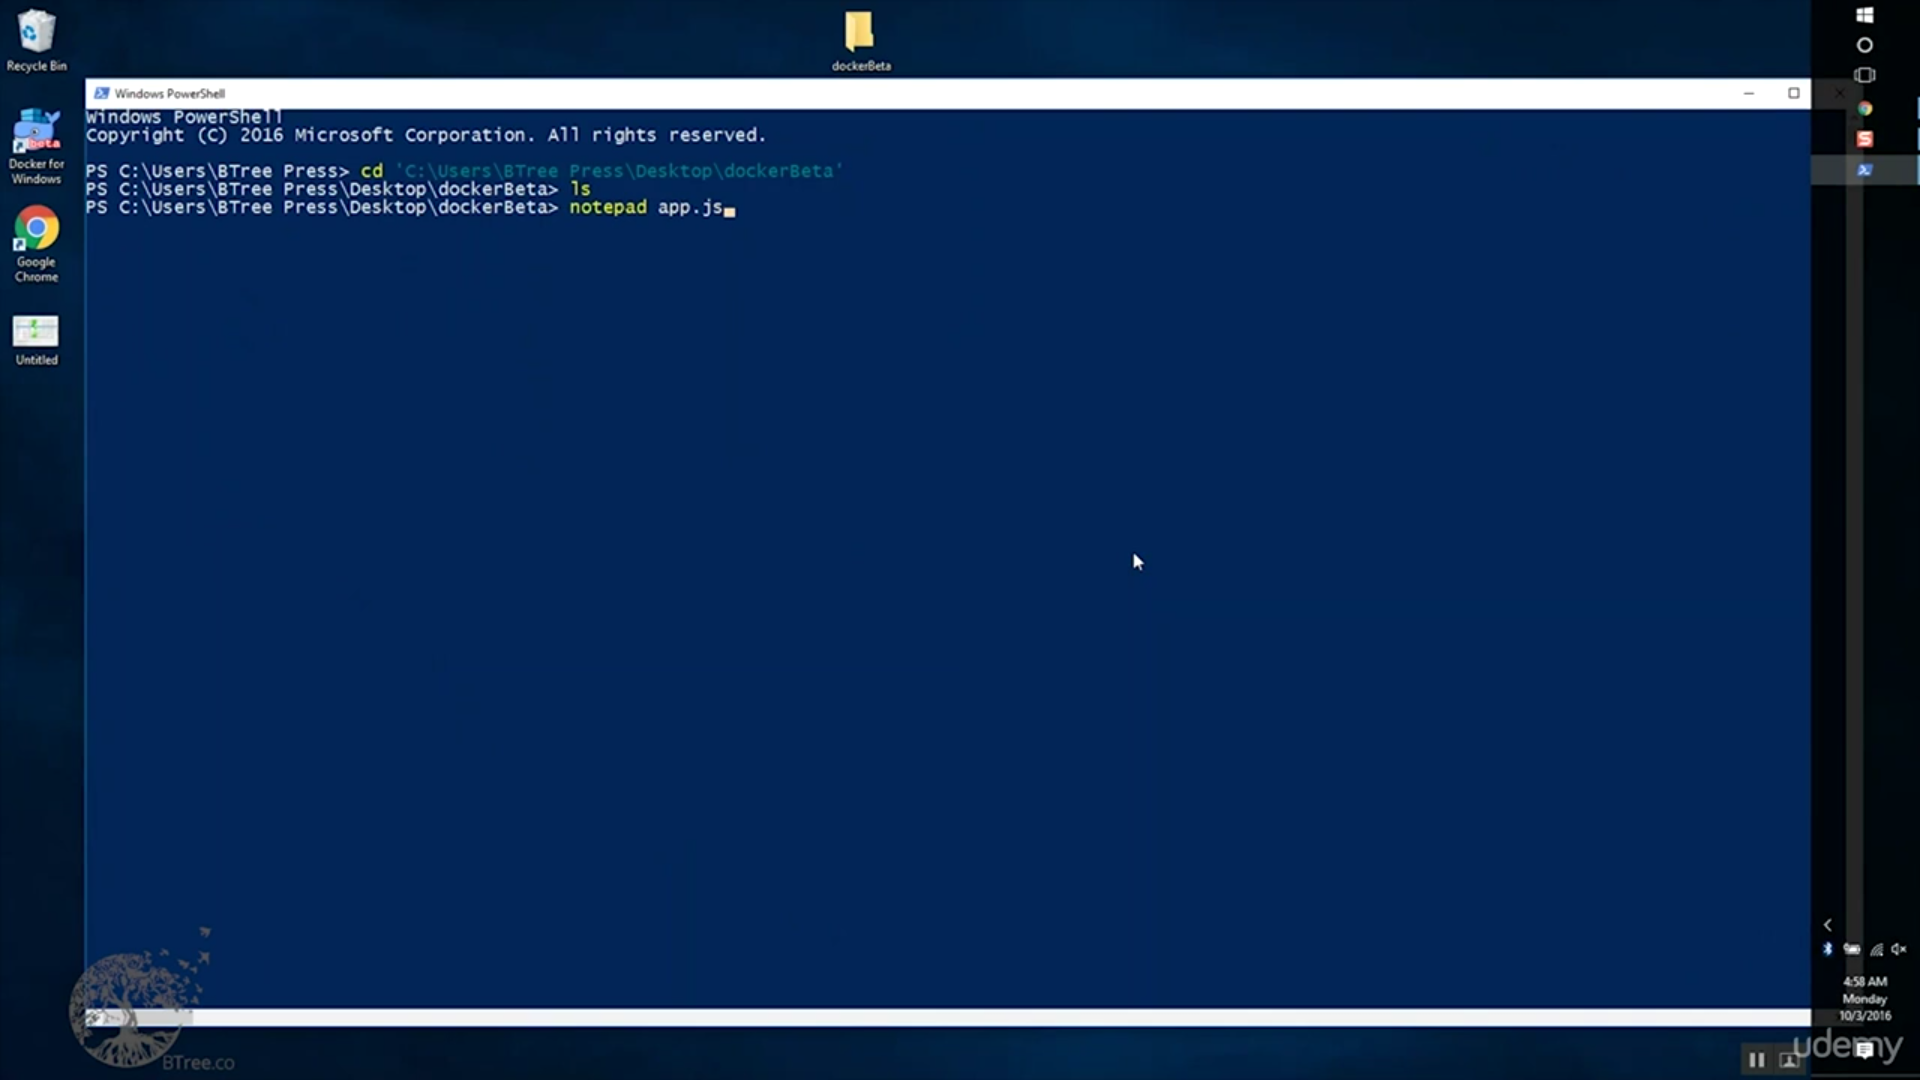 Recycle Bin
dockerBeta
Windows PowerShell
Windows PowerShell
Copyright (C) 2016 Microsoft Corporation. All rights reserved.
PS C:\Users\BTree Press> cd 'C:\Users\BTree Press\Desktop\dockerBeta'
PS C:\Users\BTree Press\Desktop\dockerBeta> ls
PS C:\Users\BTree Press\Desktop\dockerBeta> notepad app.js
beta
Docker for
Windows
Google
Chrome
Untitled
4:58 AM
Monday
10/3/2016
BTree.co
udemy